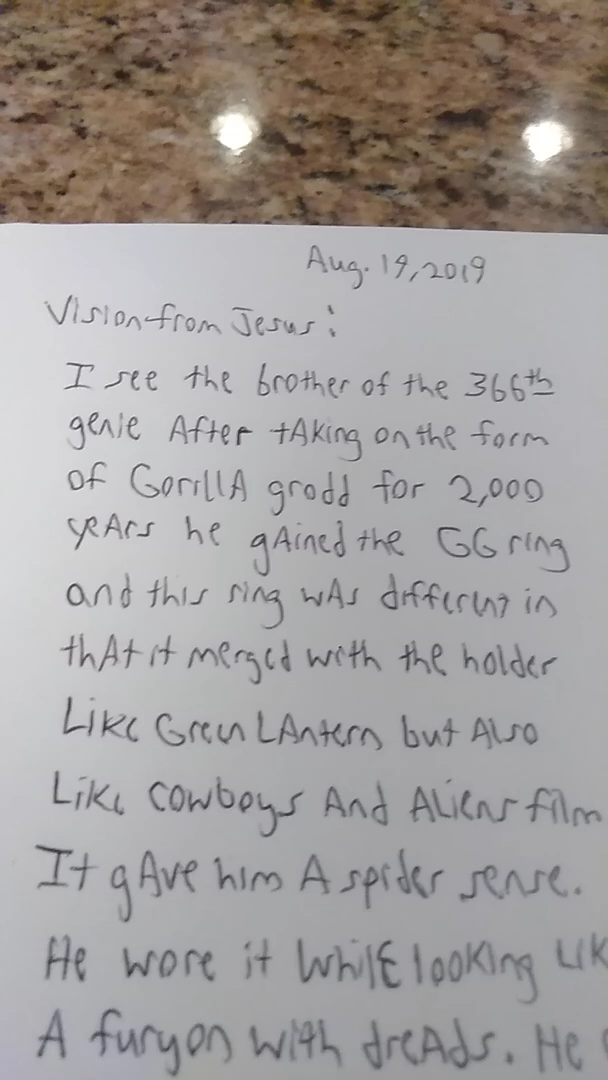 Aug. 19, 2019
Vision from Jesus:
I see the brother of the 366th
genie After tAking on the form
of GorillA grodd for 2,000
yeArs he gAined the GG ring
and this ring wAs different in
thAt it merged with the holder
Like Green LAntern but Also
Like cowboys And Aliens film
It gAve him A spider sense.
He wore it while looking Lik
A furyon with dreAds. He